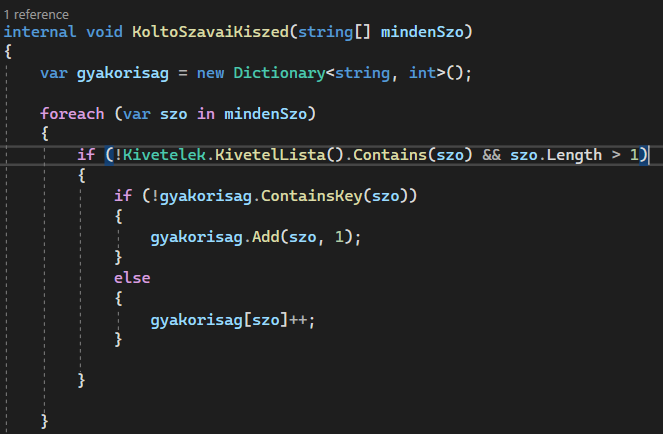 1 reference
internal void KoltoSzavaiKiszed(string[] mindenSzo)
{
    var gyakorisag = new Dictionary<string, int>();

    foreach (var szo in mindenSzo)
    {
        if (!Kivetelek.KivetelLista().Contains(szo) && szo.Length > 1)
        {
            if (!gyakorisag.ContainsKey(szo))
            {
                gyakorisag.Add(szo, 1);
            }
            else
            {
                gyakorisag[szo]++;
            }

        }

    }